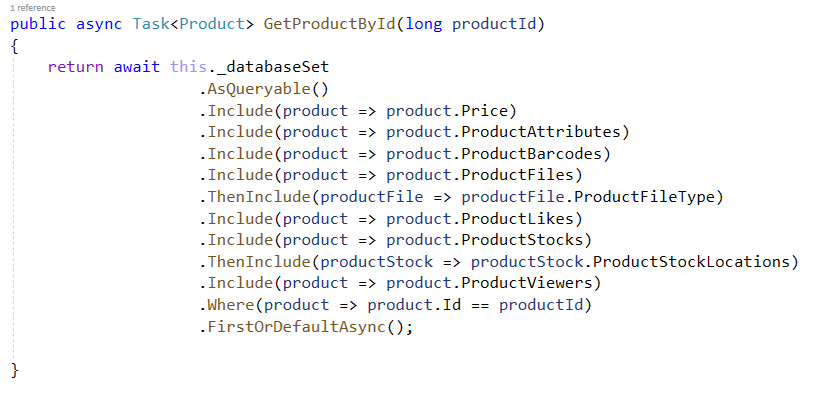 1 reference
public async Task<Product> GetProductById(long productId)
{
    return await this._databaseSet
                    .AsQueryable()
                    .Include(product => product.Price)
                    .Include(product => product.ProductAttributes)
                    .Include(product => product.ProductBarcodes)
                    .Include(product => product.ProductFiles)
                    .ThenInclude(productFile => productFile.ProductFileType)
                    .Include(product => product.ProductLikes)
                    .Include(product => product.ProductStocks)
                    .ThenInclude(productStock => productStock.ProductStockLocations)
                    .Include(product => product.ProductViewers)
                    .Where(product => product.Id == productId)
                    .FirstOrDefaultAsync();
}